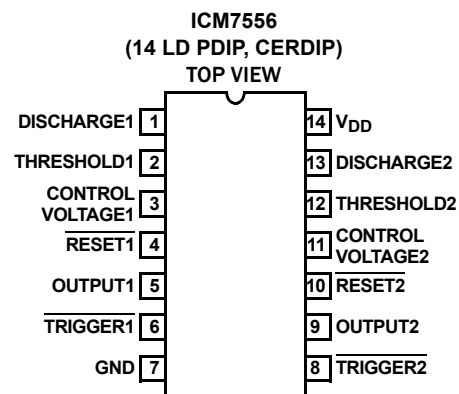 ICM7556
(14 LD PDIP, CERDIP)
TOP VIEW
DISCHARGE1 1 14 VDD
THRESHOLD1 2 13 DISCHARGE2
CONTROL
VOLTAGE1 3 12 THRESHOLD2
RESET1 4 11 CONTROL
VOLTAGE2
OUTPUT1 5 10 RESET2
TRIGGER1 6 9 OUTPUT2
GND 7 8 TRIGGER2